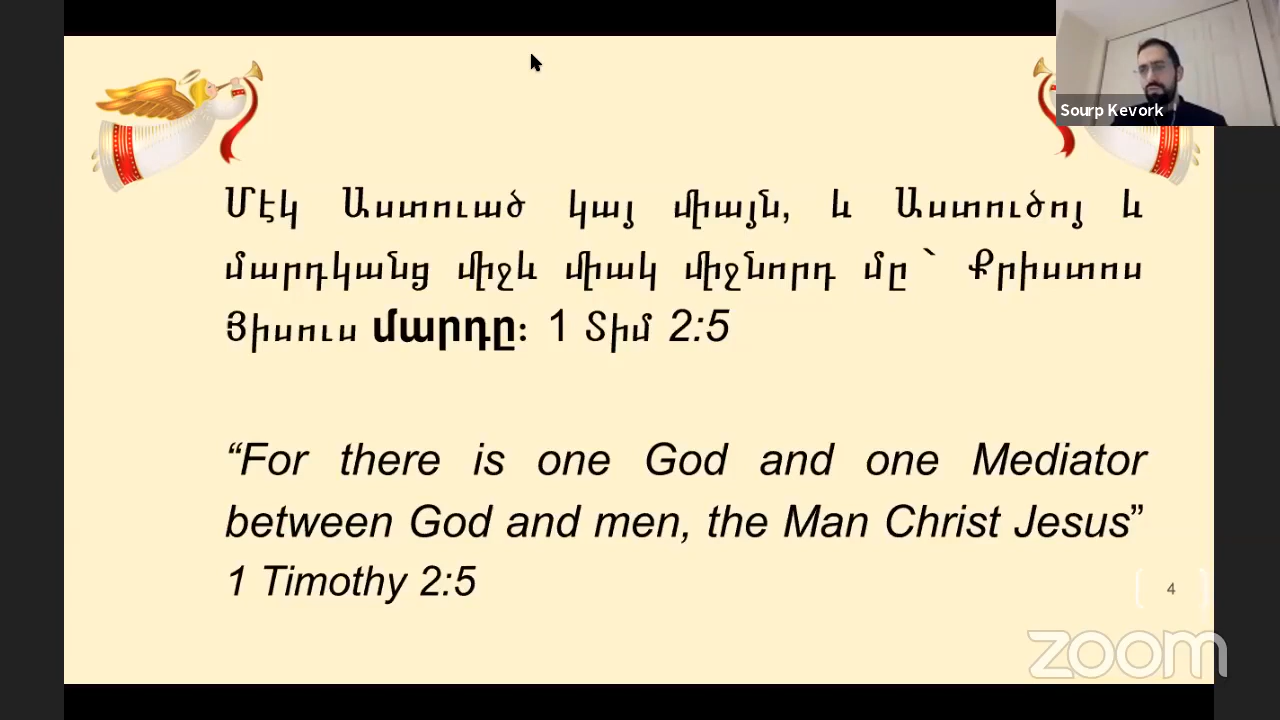 Sourp Kevork
Մէկ Աստուած կայ միայն, և Աստուծոյ և
մարդկանց միջև միակ միջնորդ մը՝ Քրիստոս
Յիսուս մարդը։ 1 Տիմ 2:5
“For there is one God and one Mediator
between God and men, the Man Christ Jesus”
1 Timothy 2:5
4
zoom